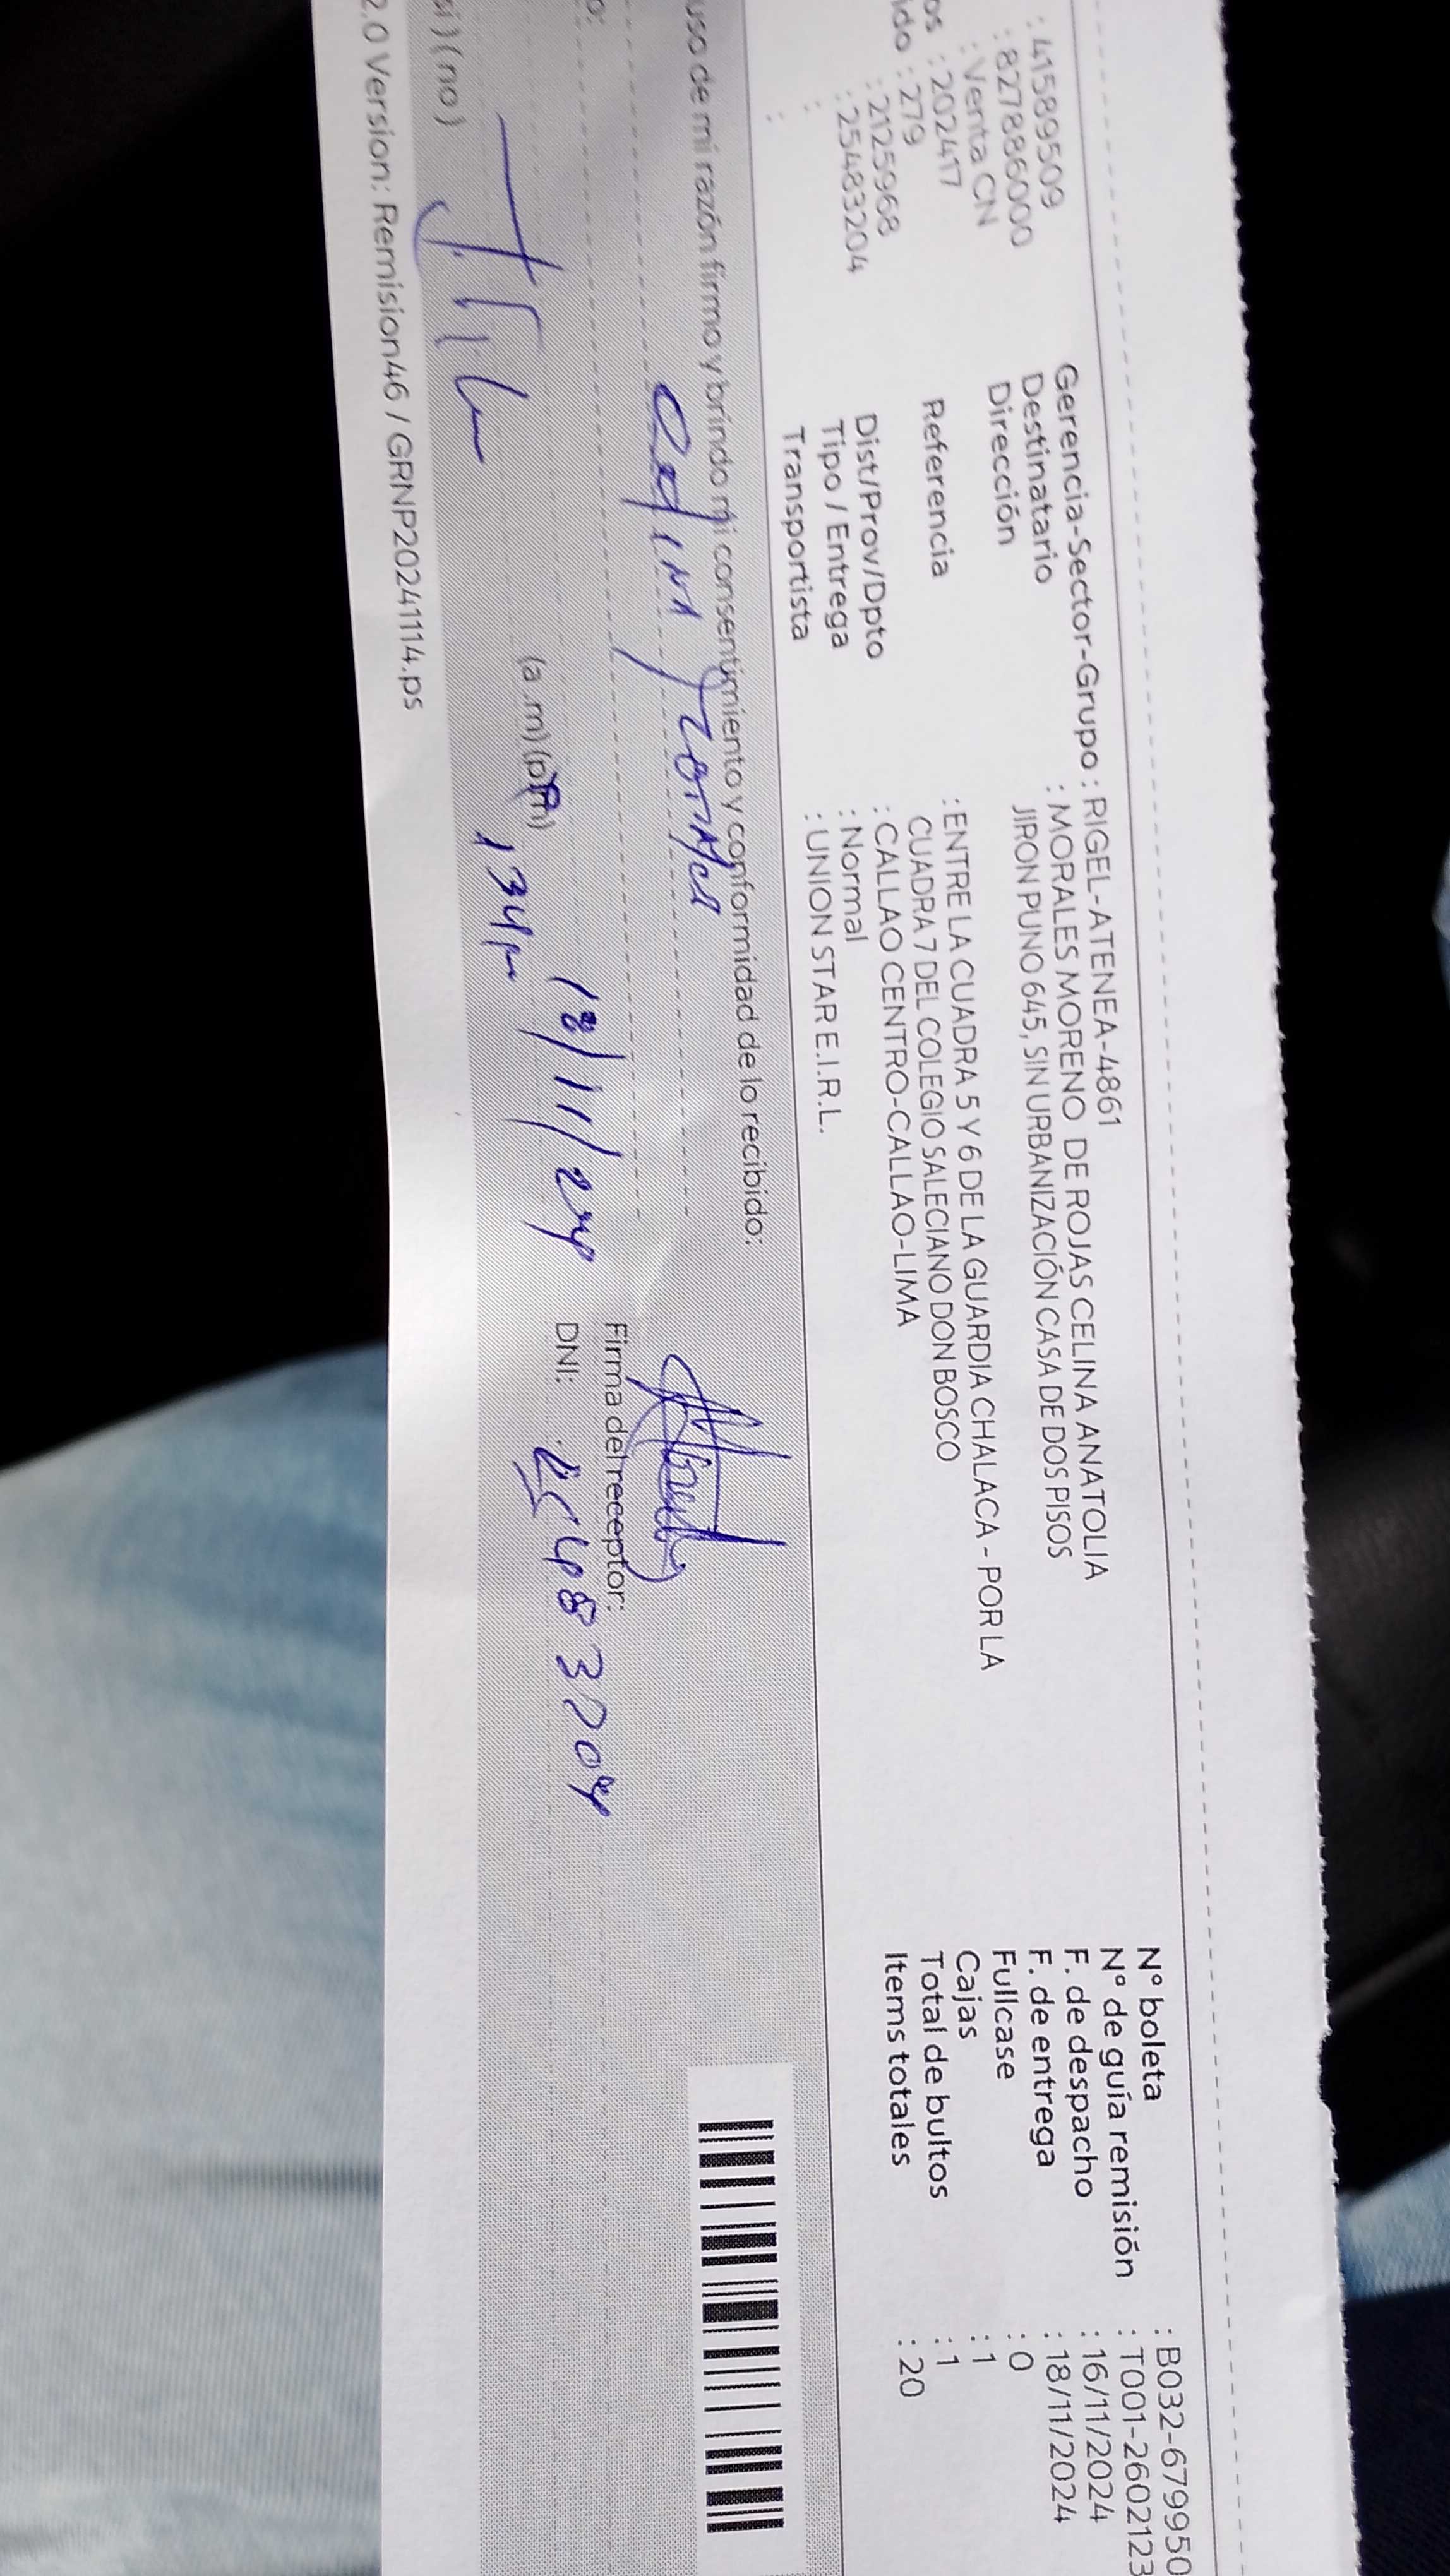 : 41589509
: 827886000
: Venta CN
os : 202417
ido : 279
: 2125968
: 25483204
:
:
Gerencia-Sector-Grupo : RIGEL-ATENEA-4861
Destinatario : MORALES MORENO DE ROJAS CELINA ANATOLIA
Dirección JIRON PUNO 645, SIN URBANIZACIÓN CASA DE DOS PISOS
Referencia : ENTRE LA CUADRA 5 Y 6 DE LA GUARDIA CHALACA - POR LA
CUADRA 7 DEL COLEGIO SALECIANO DON BOSCO
Dist/Prov/Dpto : CALLAO CENTRO-CALLAO-LIMA
Tipo / Entrega : Normal
Transportista : UNION STAR E.I.R.L.
N° boleta : B032-6799950
N° de guía remisión : T001-2602123
F. de despacho : 16/11/2024
F. de entrega : 18/11/2024
Fullcase : 0
Cajas : 1
Total de bultos : 1
Items totales : 20
uso de mi razón firmo y brindo mi consentimiento y conformidad de lo recibido:
o:
Firma del receptor:
(a.m)(p.m) 18/11/24 DNI: 25483204
si)(no) 1 34 pm
2.0 Version: Remision46 / GRNP20241114.ps